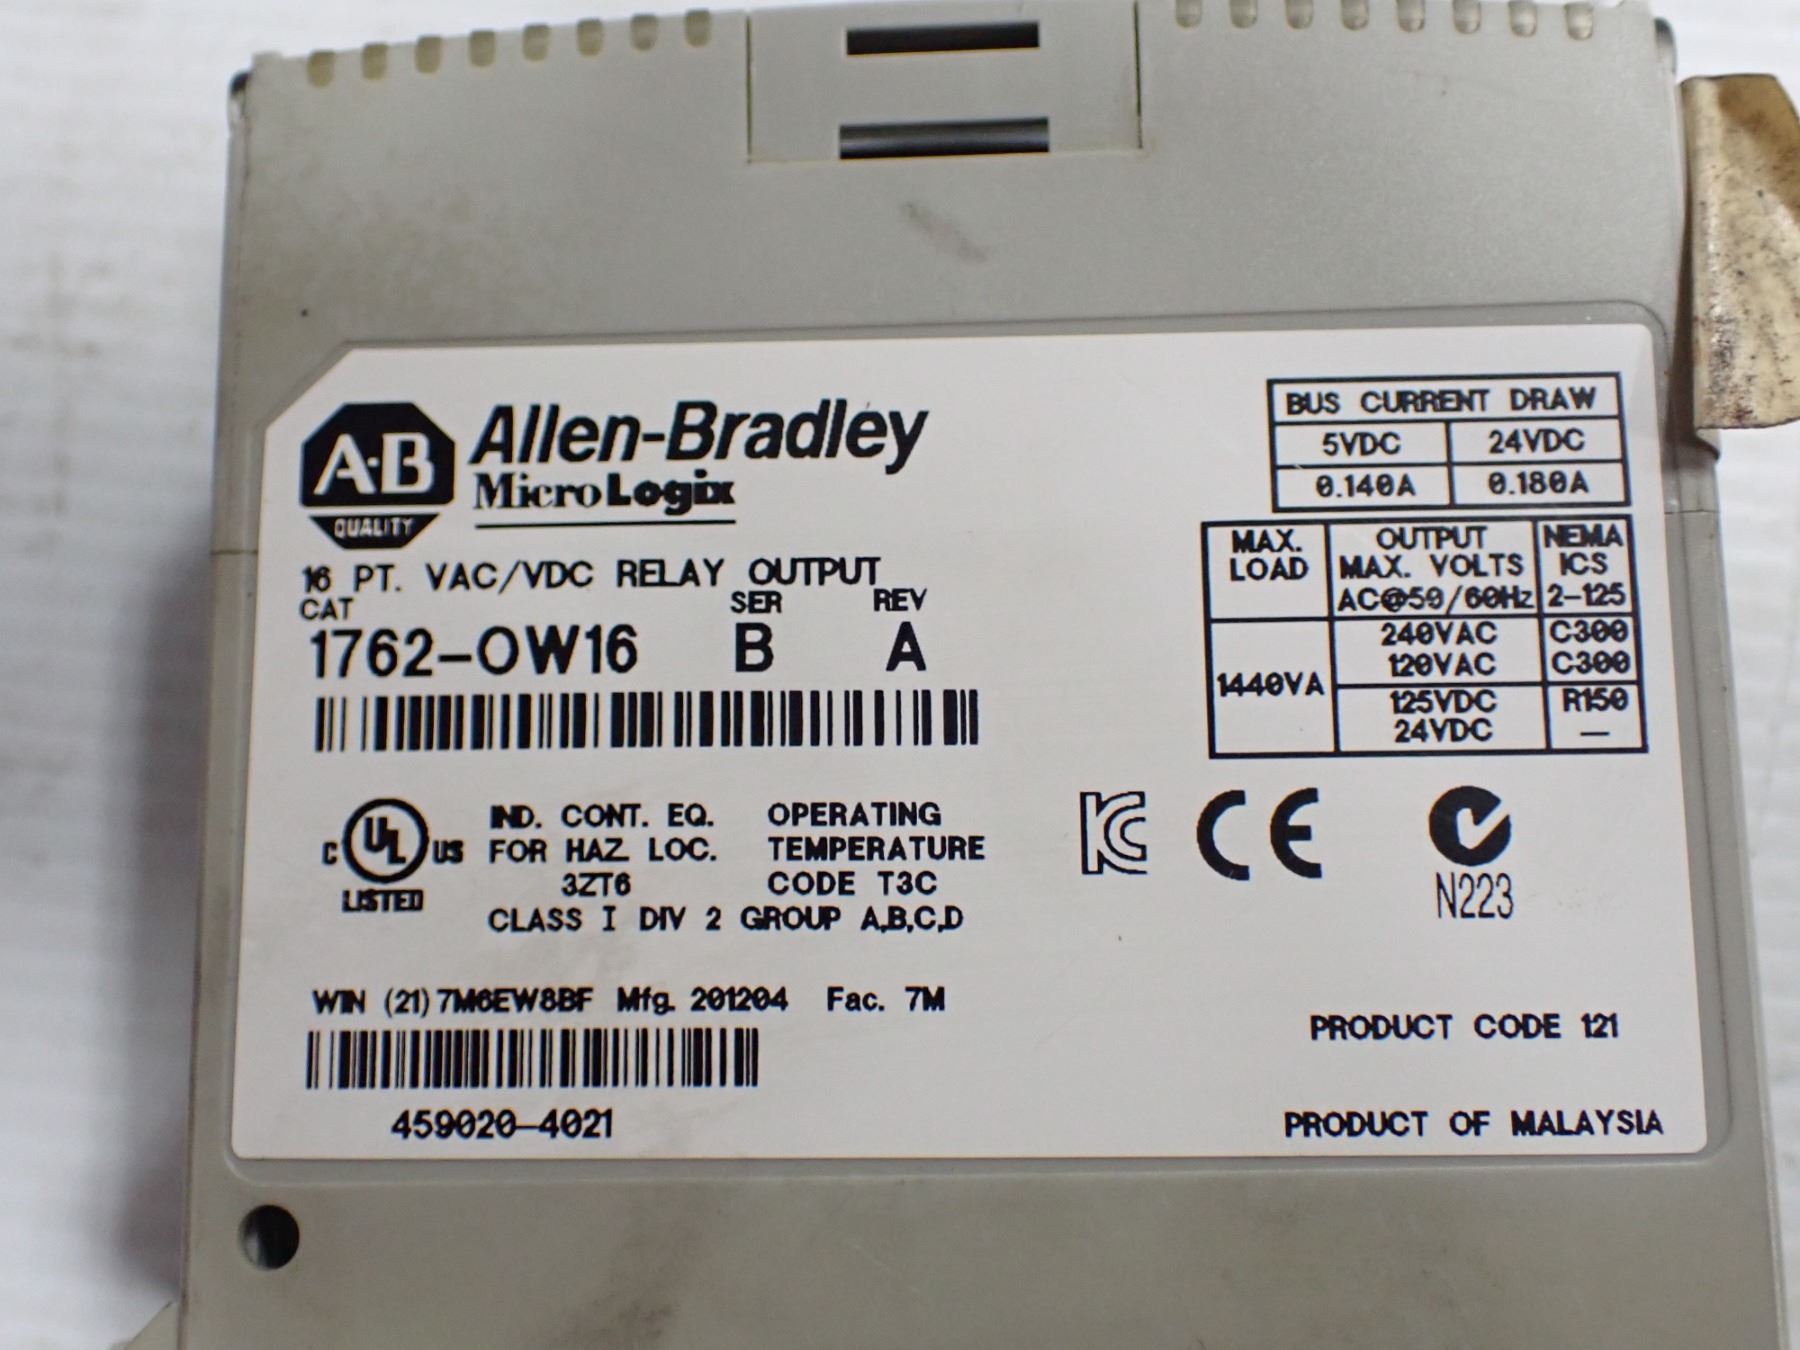 A·B
QUALITY
Allen-Bradley
MicroLogix
16 PT. VAC/VDC RELAY OUTPUT
CAT SER REV
1762-OW16 B A
BUS CURRENT DRAW
5VDC 24VDC
0.140A 0.180A
MAX. LOAD
OUTPUT
MAX. VOLTS
AC@50/60Hz
NEMA
ICS
2-125
1440VA
240VAC C300
120VAC C300
125VDC R150
24VDC —
C UL US
LISTED
IND. CONT. EQ.
FOR HAZ. LOC.
3ZT6
OPERATING
TEMPERATURE
CODE T3C
CLASS I DIV 2 GROUP A,B,C,D
KC CE
N223
WIN (21) 7M6EW8BF Mfg. 201204 Fac. 7M
459020-4021
PRODUCT CODE 121
PRODUCT OF MALAYSIA